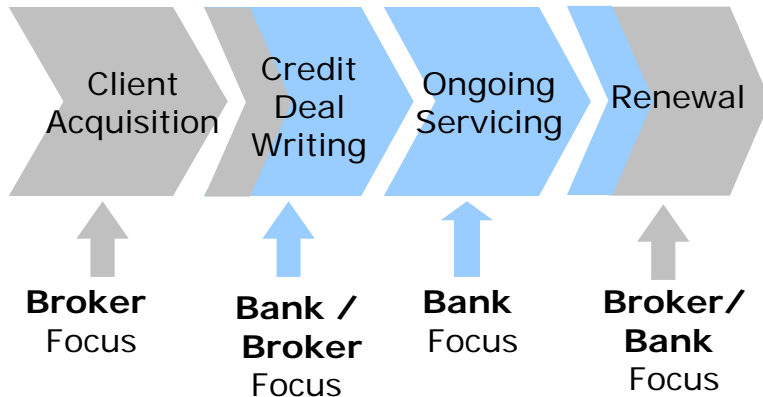 Client
Acquisition
Credit
Deal
Writing
Ongoing
Servicing
Renewal
Broker
Focus
Bank /
Broker
Focus
Bank
Focus
Broker/
Bank
Focus